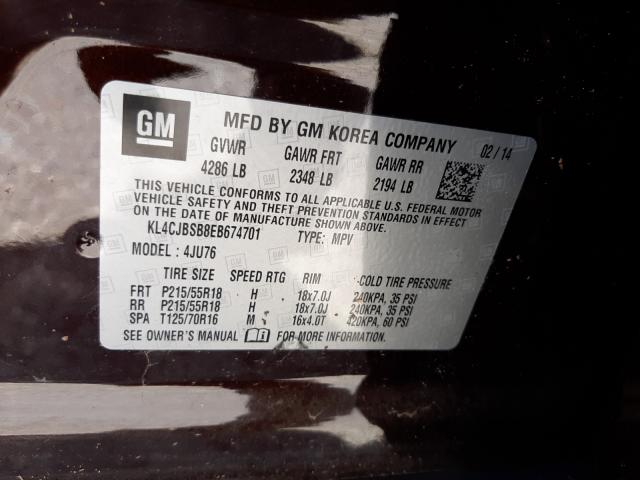 GM
MFD BY GM KOREA COMPANY 02/14
GVWR GAWR FRT GAWR RR
4286 LB 2348 LB 2194 LB
THIS VEHICLE CONFORMS TO ALL APPLICABLE U.S. FEDERAL MOTOR
VEHICLE SAFETY AND THEFT PREVENTION STANDARDS IN EFFECT
ON THE DATE OF MANUFACTURE SHOWN ABOVE.
KL4CJBSB8EB674701 TYPE: MPV
MODEL : 4JU76
TIRE SIZE SPEED RTG RIM COLD TIRE PRESSURE
FRT P215/55R18 H 18x7.0J 240KPA, 35 PSI
RR P215/55R18 H 18x7.0J 240KPA, 35 PSI
SPA T125/70R16 M 16x4.0T 420KPA, 60 PSI
SEE OWNER'S MANUAL FOR MORE INFORMATION.